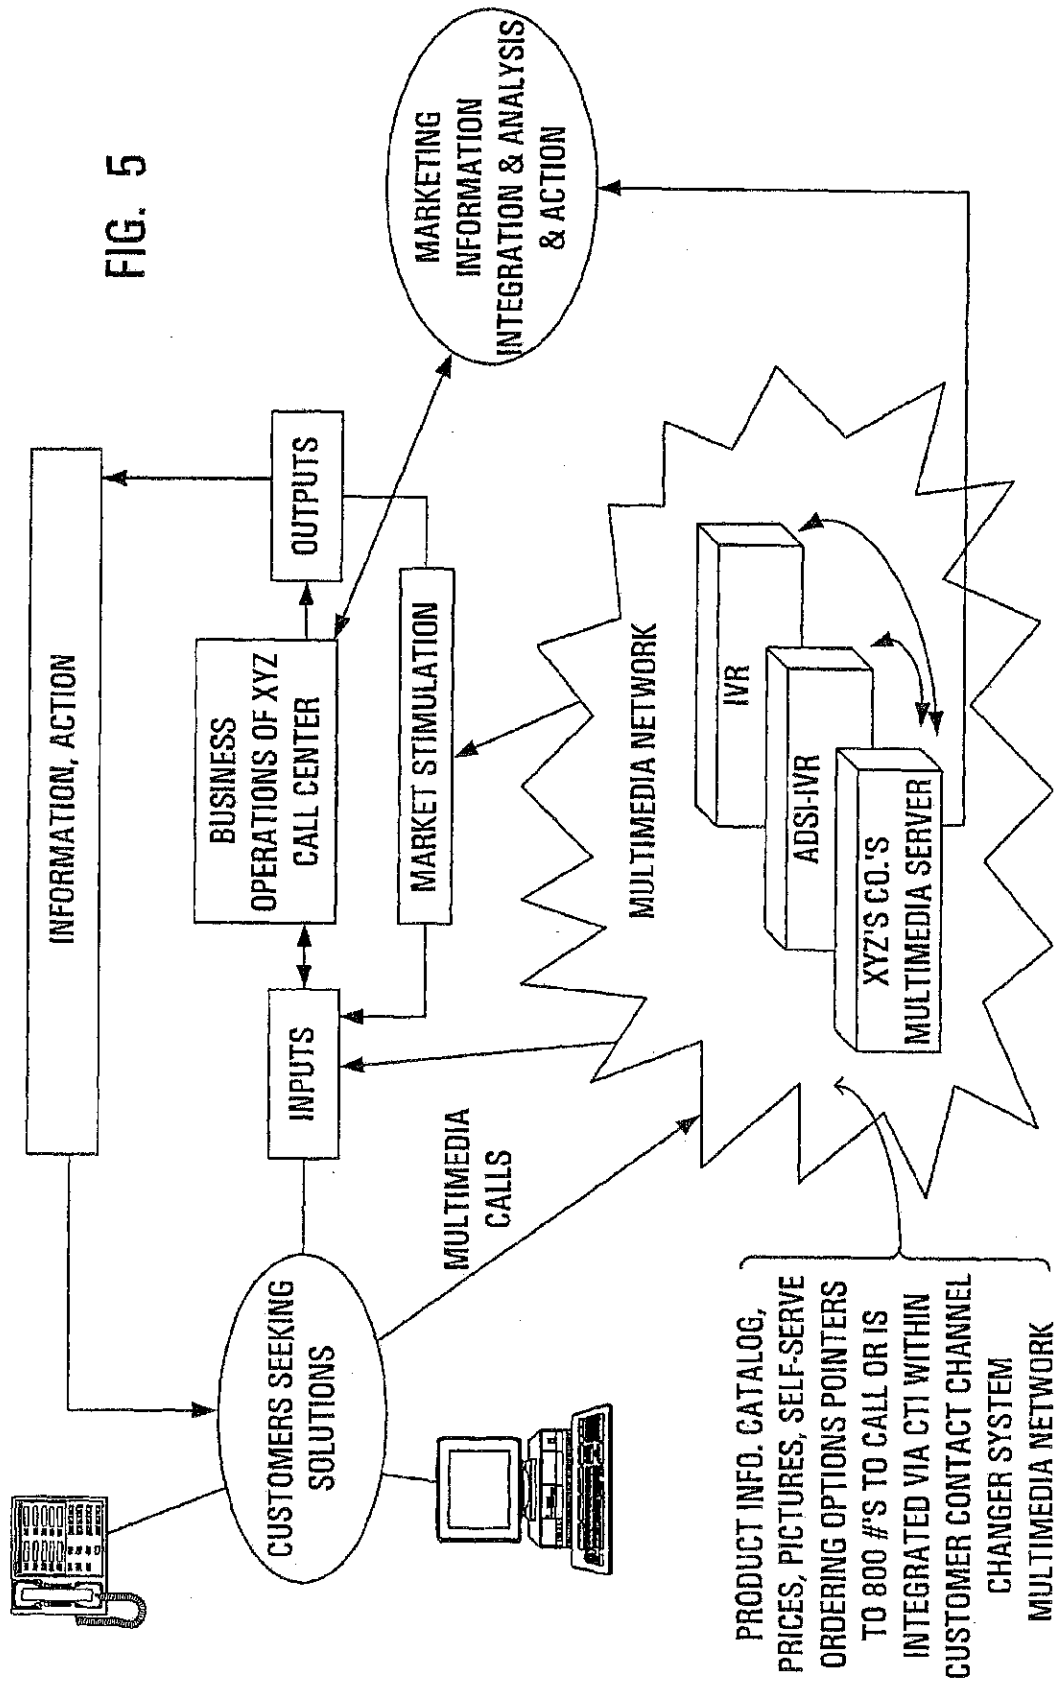 FIG. 5
INFORMATION, ACTION
CUSTOMERS SEEKING
SOLUTIONS
INPUTS
BUSINESS
OPERATIONS OF XYZ
CALL CENTER
OUTPUTS
MARKET STIMULATION
MARKETING
INFORMATION
INTEGRATION & ANALYSIS
& ACTION
MULTIMEDIA
CALLS
MULTIMEDIA NETWORK
IVR
ADSI-IVR
XYZ'S CO.'S
MULTIMEDIA SERVER
PRODUCT INFO. CATALOG,
PRICES, PICTURES, SELF-SERVE
ORDERING OPTIONS POINTERS
TO 800 #'S TO CALL OR IS
INTEGRATED VIA CTI WITHIN
CUSTOMER CONTACT CHANNEL
CHANGER SYSTEM
MULTIMEDIA NETWORK